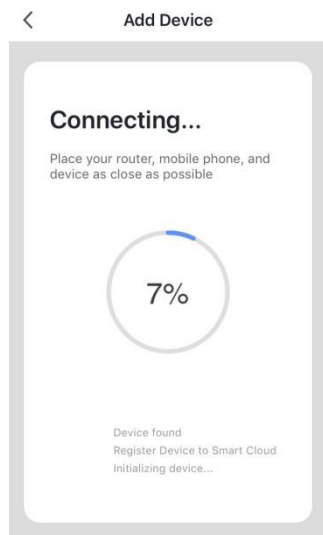 Add Device
Connecting...
Place your router, mobile phone, and
device as close as possible
7%
Device found
Register Device to Smart Cloud
Initializing device...